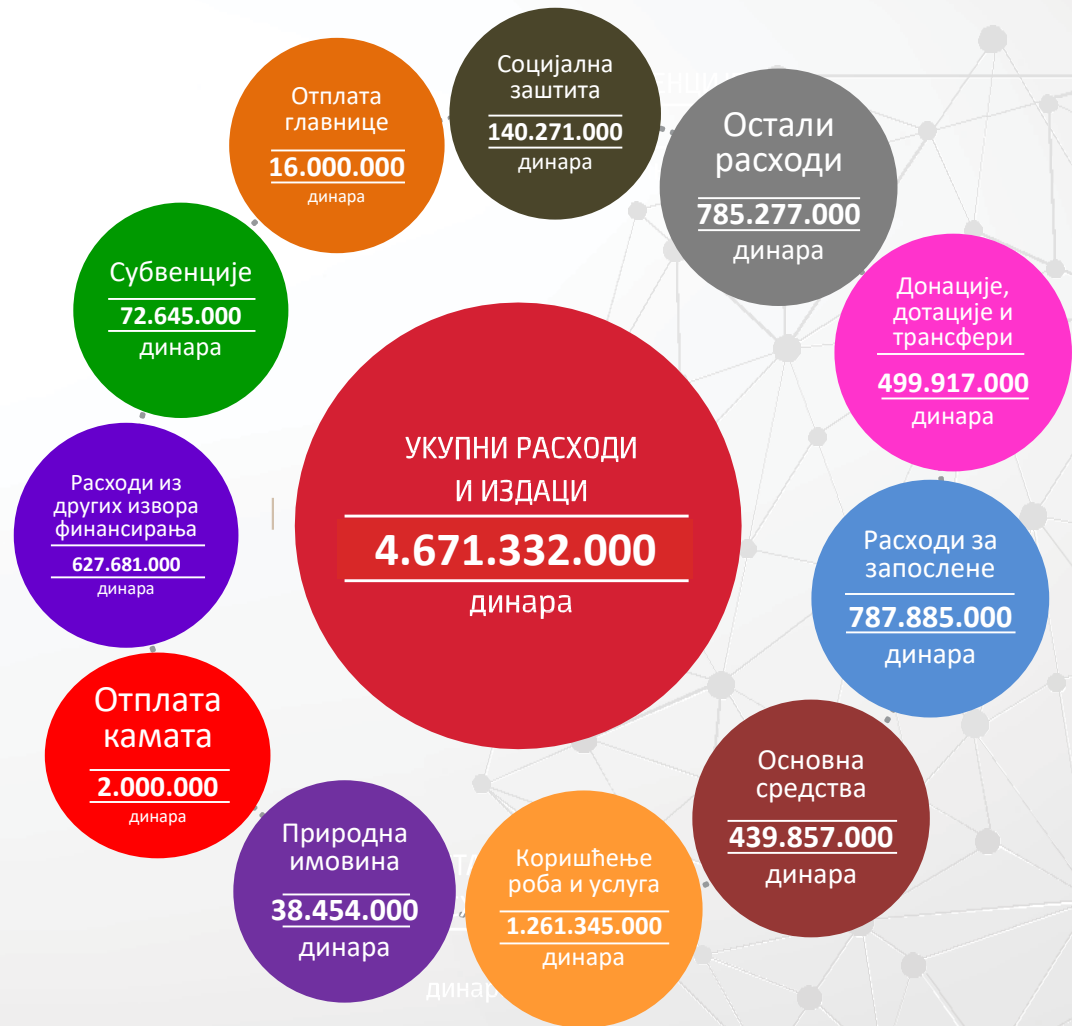 Социјална
заштита
140.271.000
динара
Отплата
главнице
16.000.000
динара
Остали
расходи
785.277.000
динара
Субвенције
72.645.000
динара
Донације,
дотације и
трансфери
499.917.000
динара
УКУПНИ РАСХОДИ
И ИЗДАЦИ
4.671.332.000
динара
Расходи из
других извора
финансирања
627.681.000
динара
Расходи за
запослене
787.885.000
динара
Отплата
камата
2.000.000
динара
Основна
средства
439.857.000
динара
Природна
имовина
38.454.000
динара
Коришћење
роба и услуга
1.261.345.000
динара